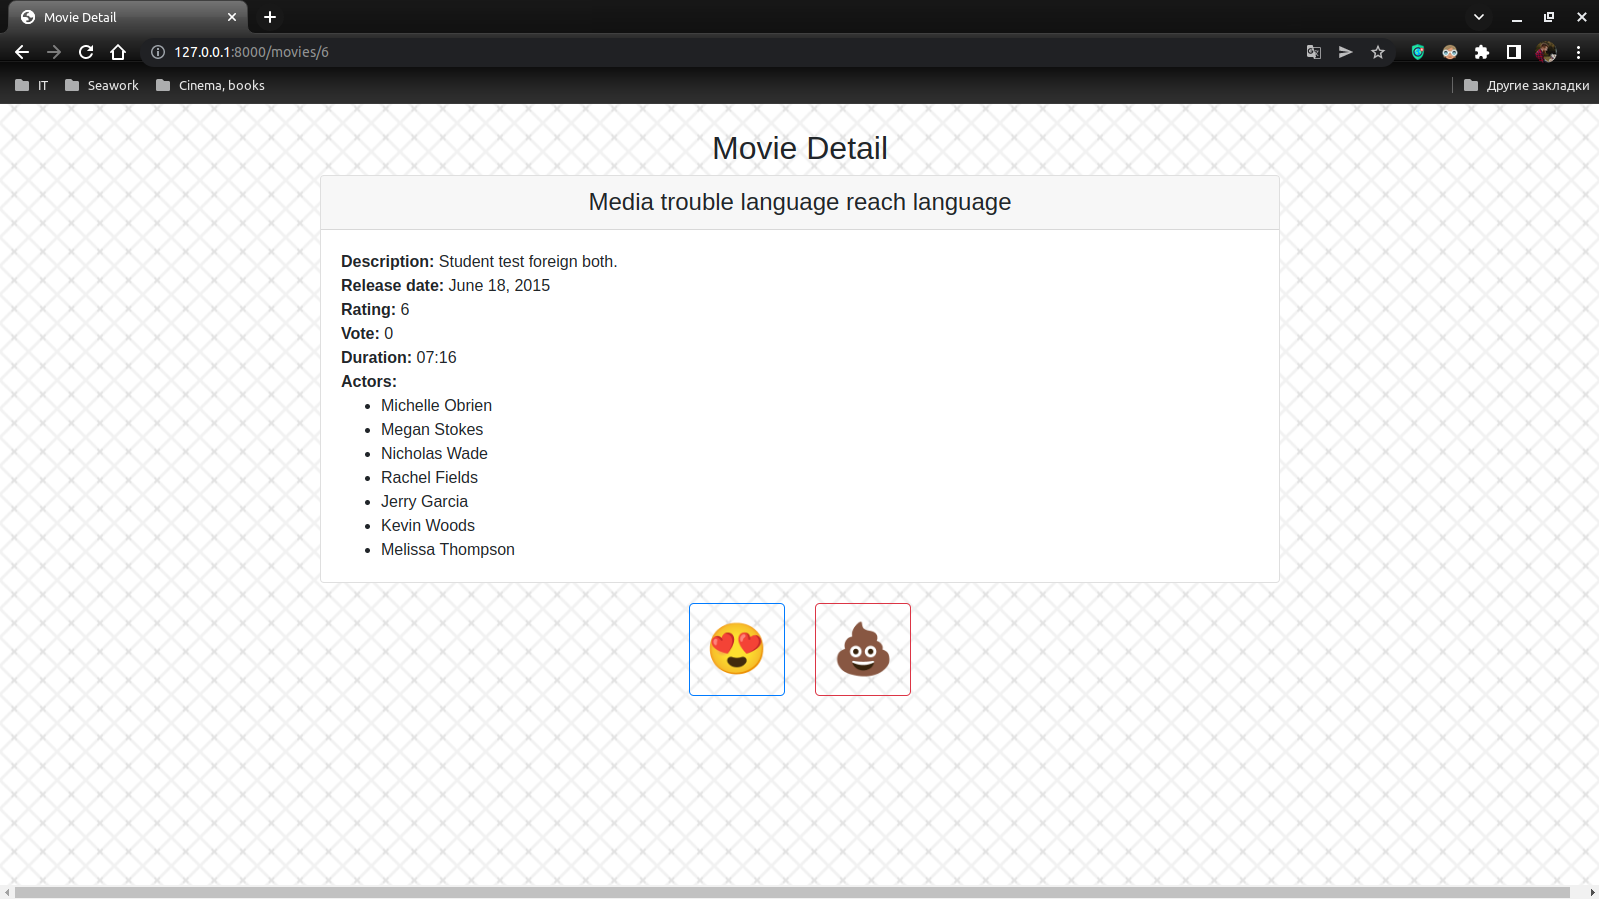 Movie Detail
127.0.0.1:8000/movies/6
IT Seawork Cinema, books Другие закладки
Movie Detail
Media trouble language reach language
Description: Student test foreign both.
Release date: June 18, 2015
Rating: 6
Vote: 0
Duration: 07:16
Actors:
Michelle Obrien
Megan Stokes
Nicholas Wade
Rachel Fields
Jerry Garcia
Kevin Woods
Melissa Thompson